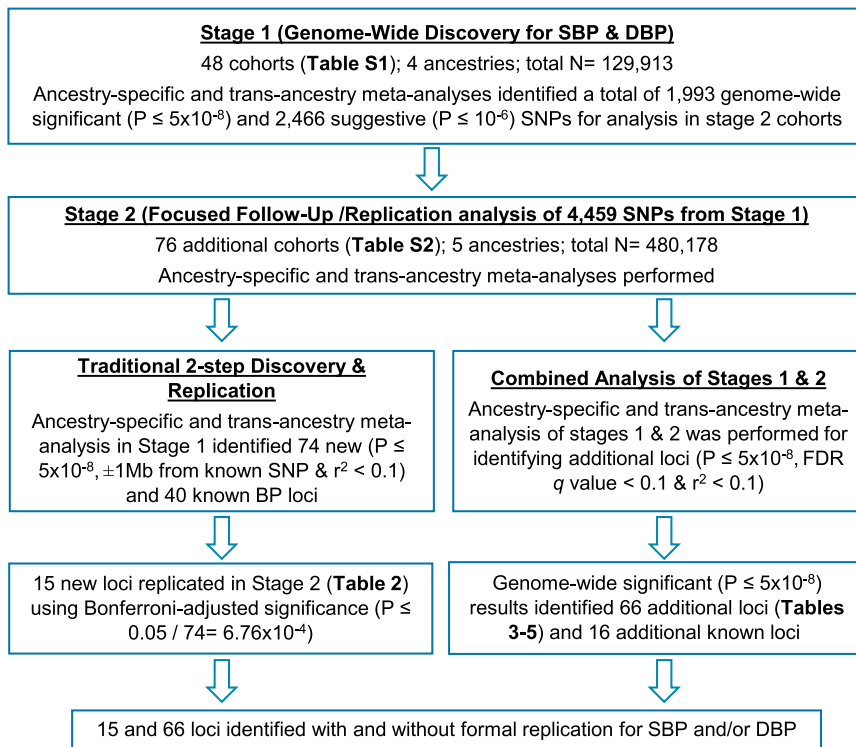 Stage 1 (Genome-Wide Discovery for SBP & DBP)
48 cohorts (Table S1); 4 ancestries; total N= 129,913
Ancestry-specific and trans-ancestry meta-analyses identified a total of 1,993 genome-wide
significant (P ≤ 5x10⁻⁸) and 2,466 suggestive (P ≤ 10⁻⁶) SNPs for analysis in stage 2 cohorts
Stage 2 (Focused Follow-Up /Replication analysis of 4,459 SNPs from Stage 1)
76 additional cohorts (Table S2); 5 ancestries; total N= 480,178
Ancestry-specific and trans-ancestry meta-analyses performed
Traditional 2-step Discovery &
Replication
Ancestry-specific and trans-ancestry meta-
analysis in Stage 1 identified 74 new (P ≤
5x10⁻⁸, ±1Mb from known SNP & r² < 0.1)
and 40 known BP loci
Combined Analysis of Stages 1 & 2
Ancestry-specific and trans-ancestry meta-
analysis of stages 1 & 2 was performed for
identifying additional loci (P ≤ 5x10⁻⁸, FDR
q value < 0.1 & r² < 0.1)
15 new loci replicated in Stage 2 (Table 2)
using Bonferroni-adjusted significance (P ≤
0.05 / 74= 6.76x10⁻⁴)
Genome-wide significant (P ≤ 5x10⁻⁸)
results identified 66 additional loci (Tables
3-5) and 16 additional known loci
15 and 66 loci identified with and without formal replication for SBP and/or DBP